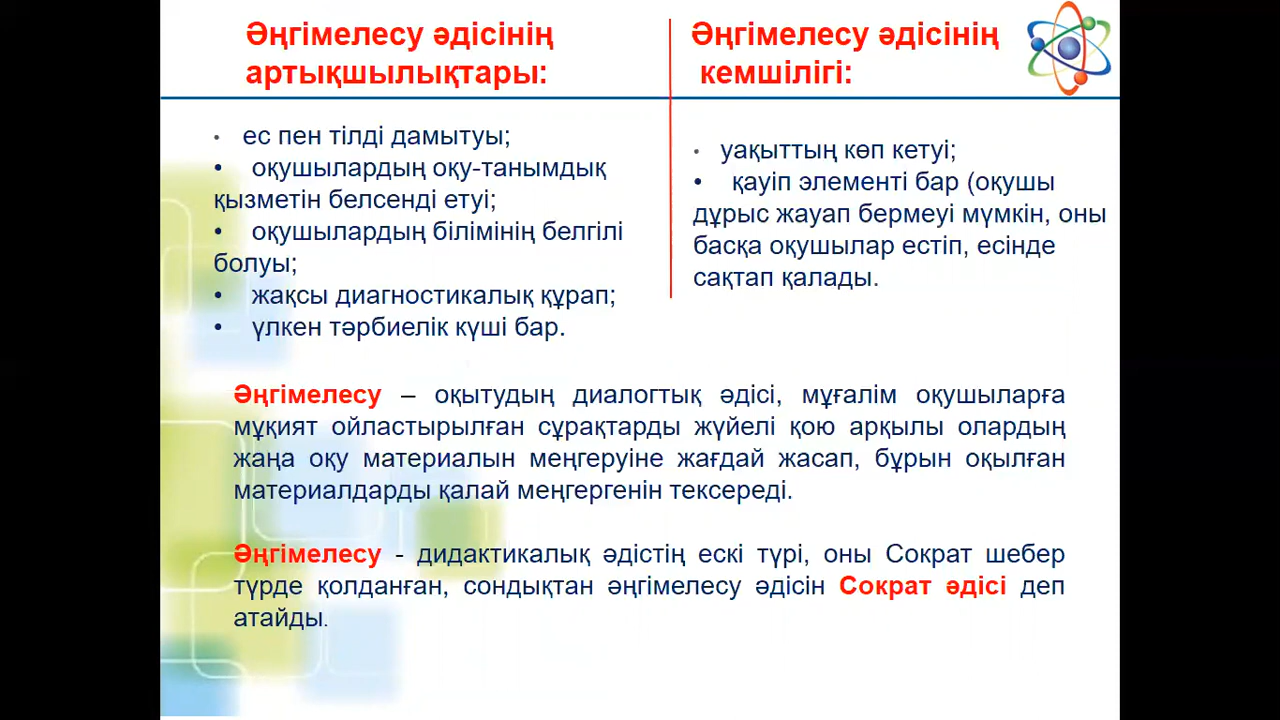 Әңгімелесу әдісінің
артықшылықтары:
• ес пен тілді дамытуы;
• оқушылардың оқу-танымдық
қызметін белсенді етуі;
• оқушылардың білімінің белгілі
болуы;
• жақсы диагностикалық құрап;
• үлкен тәрбиелік күші бар.
Әңгімелесу әдісінің
кемшілігі:
• уақыттың көп кетуі;
• қауіп элементі бар (оқушы
дұрыс жауап бермеуі мүмкін, оны
басқа оқушылар естіп, есінде
сақтап қалады.
Әңгімелесу – оқытудың диалогтық әдісі, мұғалім оқушыларға
мұқият ойластырылған сұрақтарды жүйелі қою арқылы олардың
жаңа оқу материалын меңгеруіне жағдай жасап, бұрын оқылған
материалдарды қалай меңгергенін тексереді.
Әңгімелесу - дидактикалық әдістің ескі түрі, оны Сократ шебер
түрде қолданған, сондықтан әңгімелесу әдісін Сократ әдісі деп
атайды.